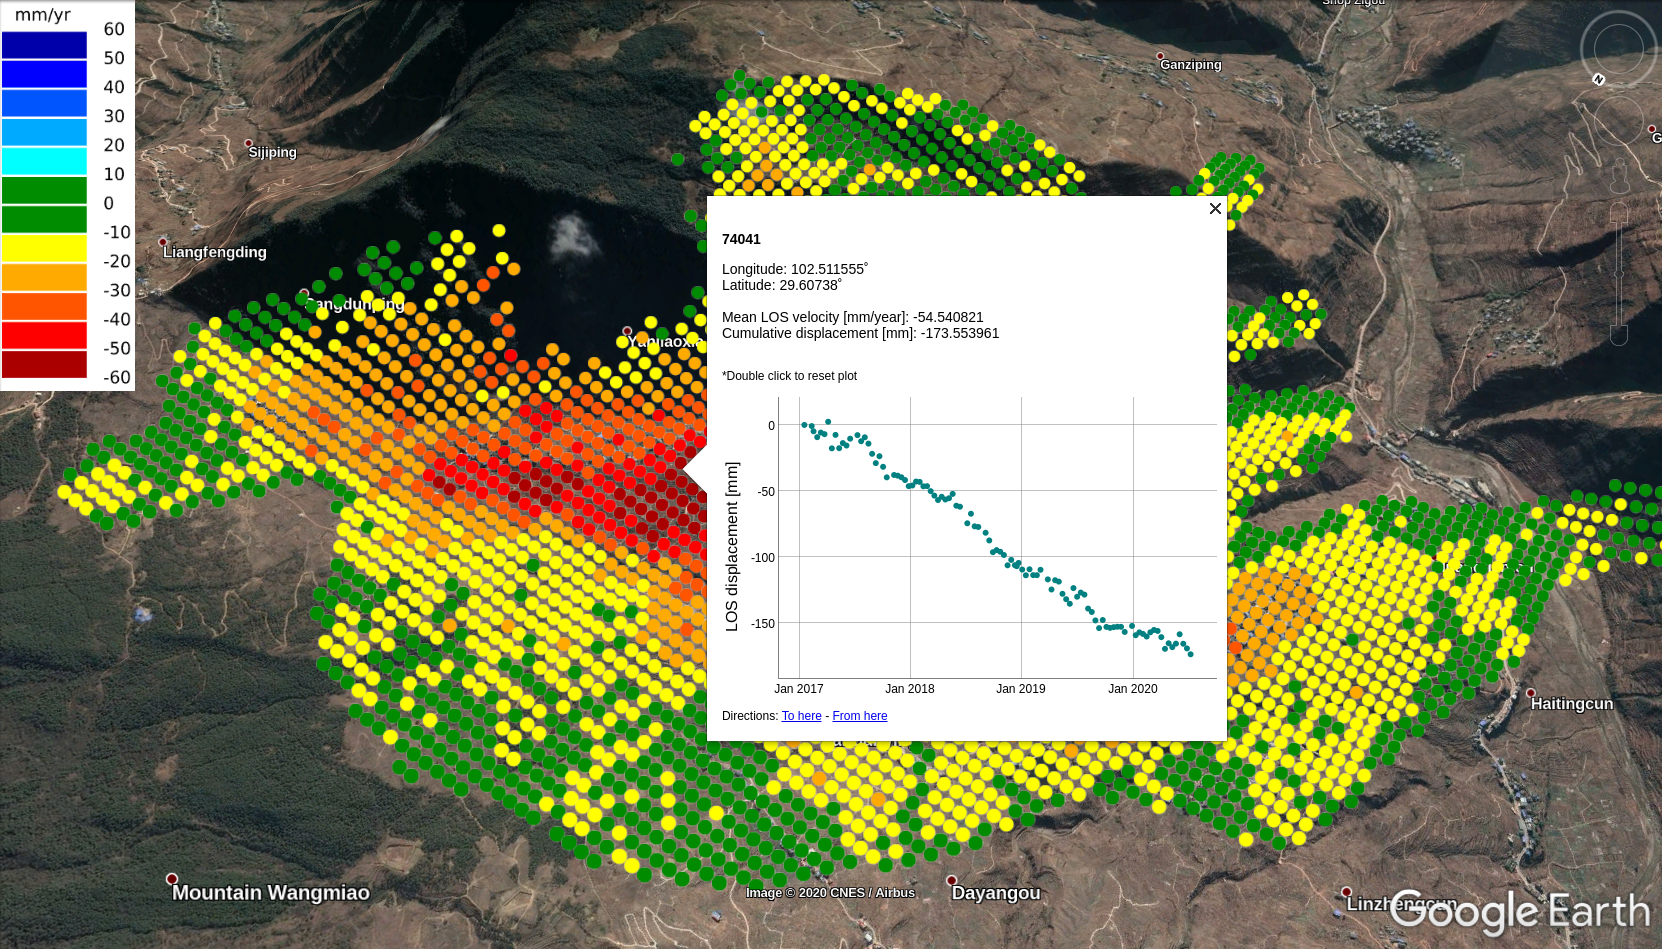 mm/yr
60
50
40
30
20
10
0
-10
-20
-30
-40
-50
-60
Ganziping
N
Sijiping
G
Liangfengding
74041
Longitude: 102.511555°
Latitude: 29.60738°
Mean LOS velocity [mm/year]: -54.540821
Cumulative displacement [mm]: -173.553961
*Double click to reset plot
LOS displacement [mm]
0
-50
-100
-150
Jan 2017
Jan 2018
Jan 2019
Jan 2020
Directions: To here - From here
Haitingcun
Mountain Wangmiao
Image © 2020 CNES / Airbus
Dayangou
Linzhengcun
Google Earth